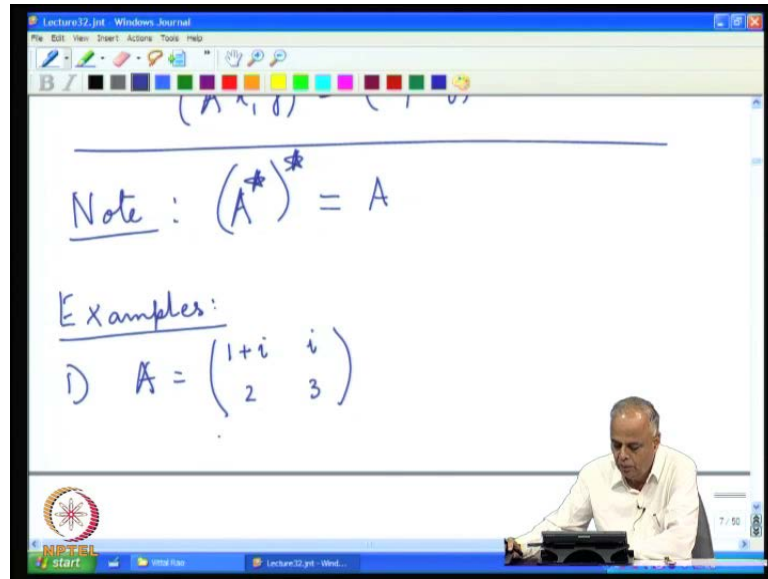 Lecture32.jnt - Windows Journal
File Edit View Insert Actions Tools Help
B I
Note : (A*)* = A
Examples:
1) A = (1+i i
2 3)
7 / 50
NPTEL
start Vittal Rao Lecture32.jnt - Wind...